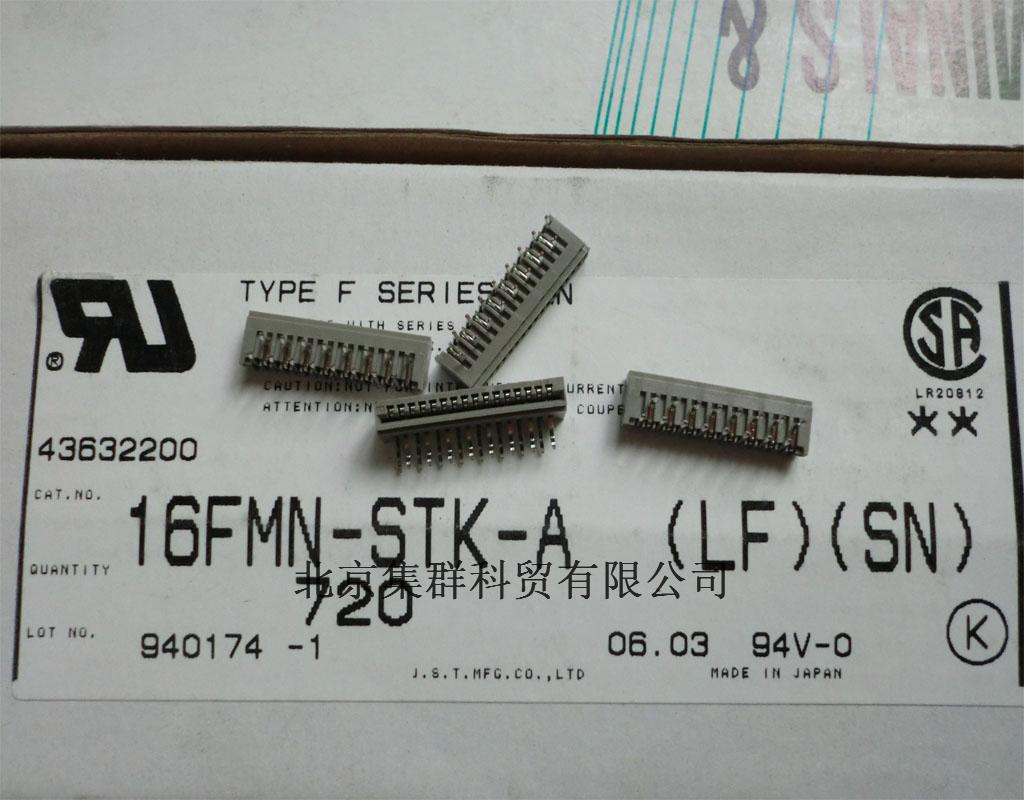 TYPE F SERIES
WITH SERIES
CAUTION:NOT
ATTENTION:
LR20812
**
43632200
CAT.NO.
16FMN-STK-A (LF)(SN)
北京集群科贸有限公司
QUANTITY 720
LOT NO. 940174 -1 06.03 94V-0 K
J.S.T.MFG.CO.,LTD MADE IN JAPAN